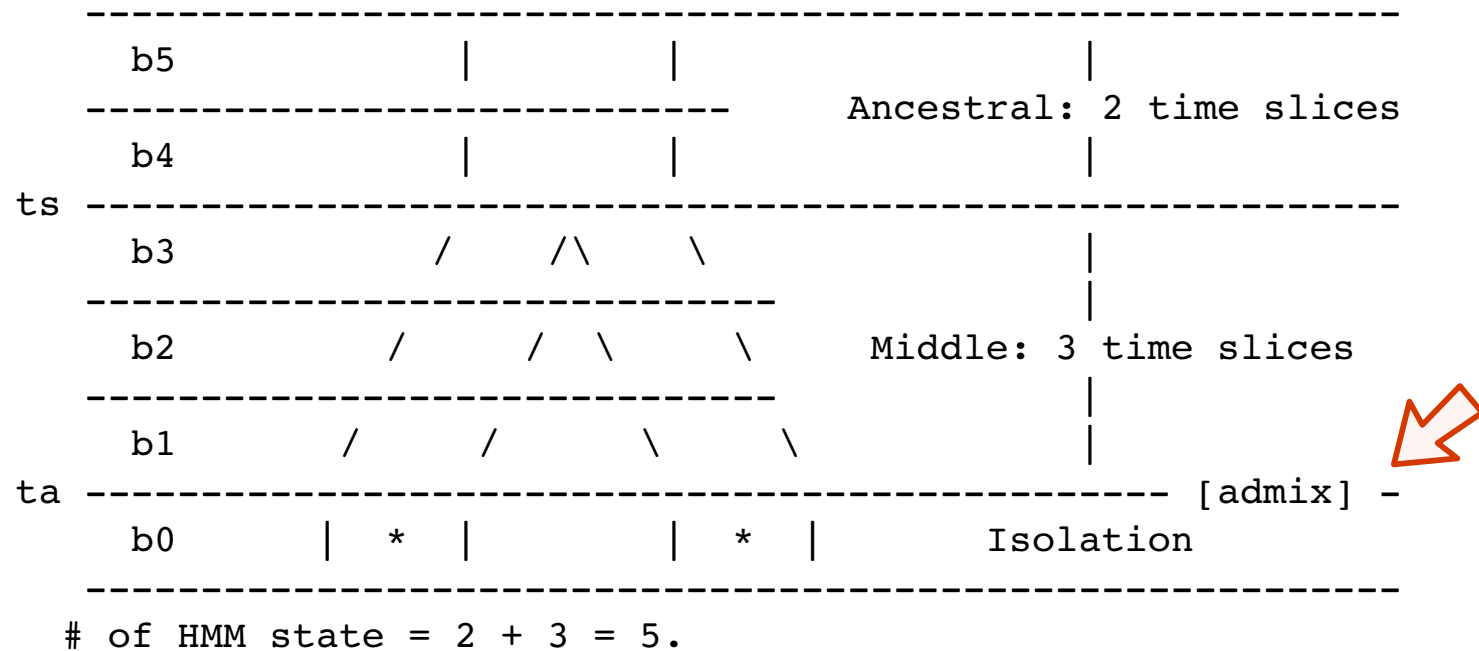 ---------------------------------------------------------
b5 | | |
---------------------------- Ancestral: 2 time slices
b4 | | |
ts ---------------------------------------------------------
b3 / /\ \ |
------------------------------ |
b2 / / \ \ Middle: 3 time slices
------------------------------ |
b1 / / \ \ |
ta ----------------------------------------------- [admix] -
b0 | * | | * | Isolation
---------------------------------------------------------
# of HMM state = 2 + 3 = 5.